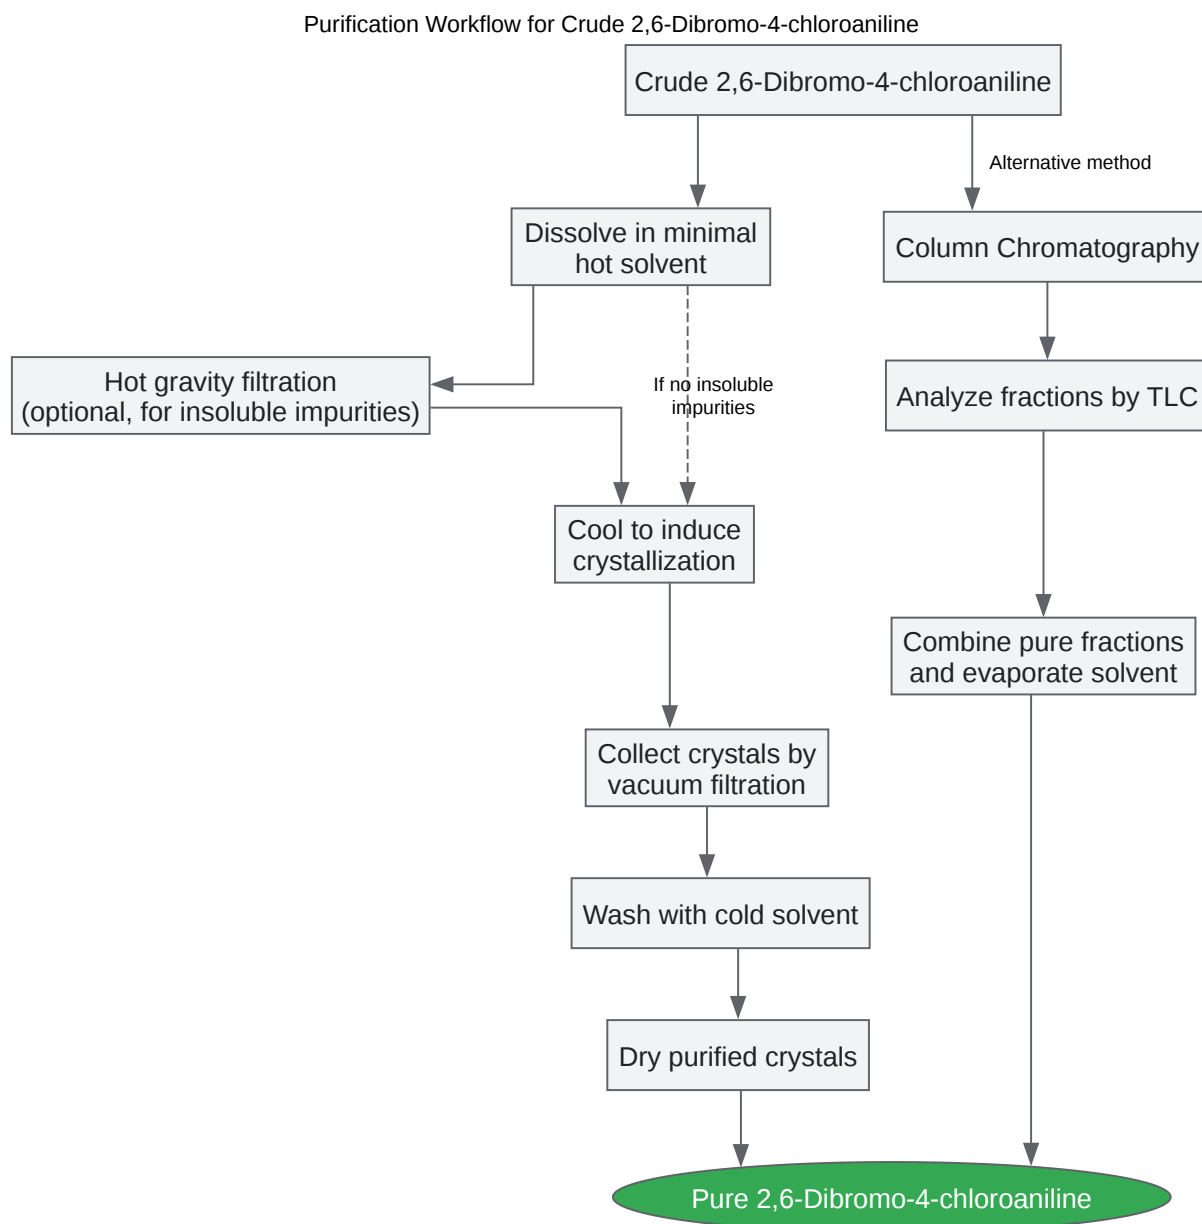 Purification Workflow for Crude 2,6-Dibromo-4-chloroaniline
Crude 2,6-Dibromo-4-chloroaniline
Alternative method
Dissolve in minimal
hot solvent
Column Chromatography
Hot gravity filtration
(optional, for insoluble impurities)
If no insoluble
impurities
Analyze fractions by TLC
Cool to induce
crystallization
Combine pure fractions
and evaporate solvent
Collect crystals by
vacuum filtration
Wash with cold solvent
Dry purified crystals
Pure 2,6-Dibromo-4-chloroaniline